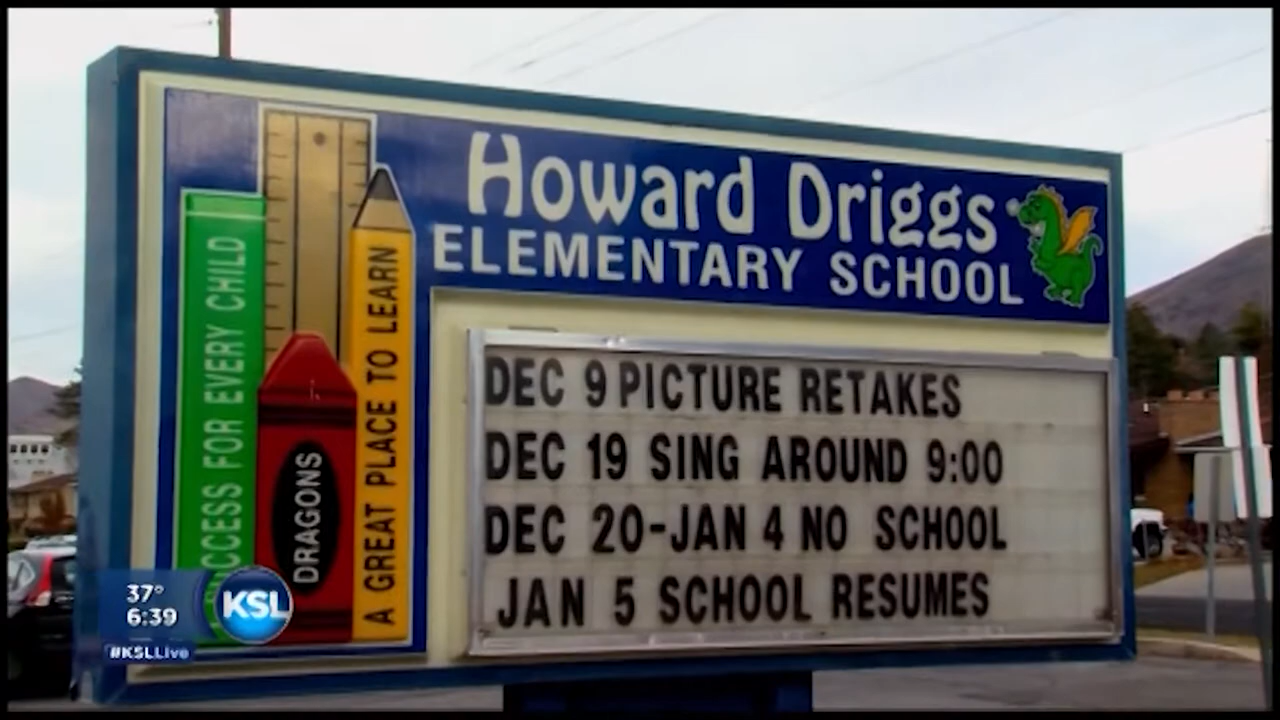 Howard Driggs
ELEMENTARY SCHOOL
CCESS FOR EVERY CHILD
DRAGONS
A GREAT PLACE TO LEARN
DEC 9 PICTURE RETAKES
DEC 19 SING AROUND 9:00
DEC 20-JAN 4 NO SCHOOL
JAN 5 SCHOOL RESUMES
37°
6:39
KSL
#KSLLive